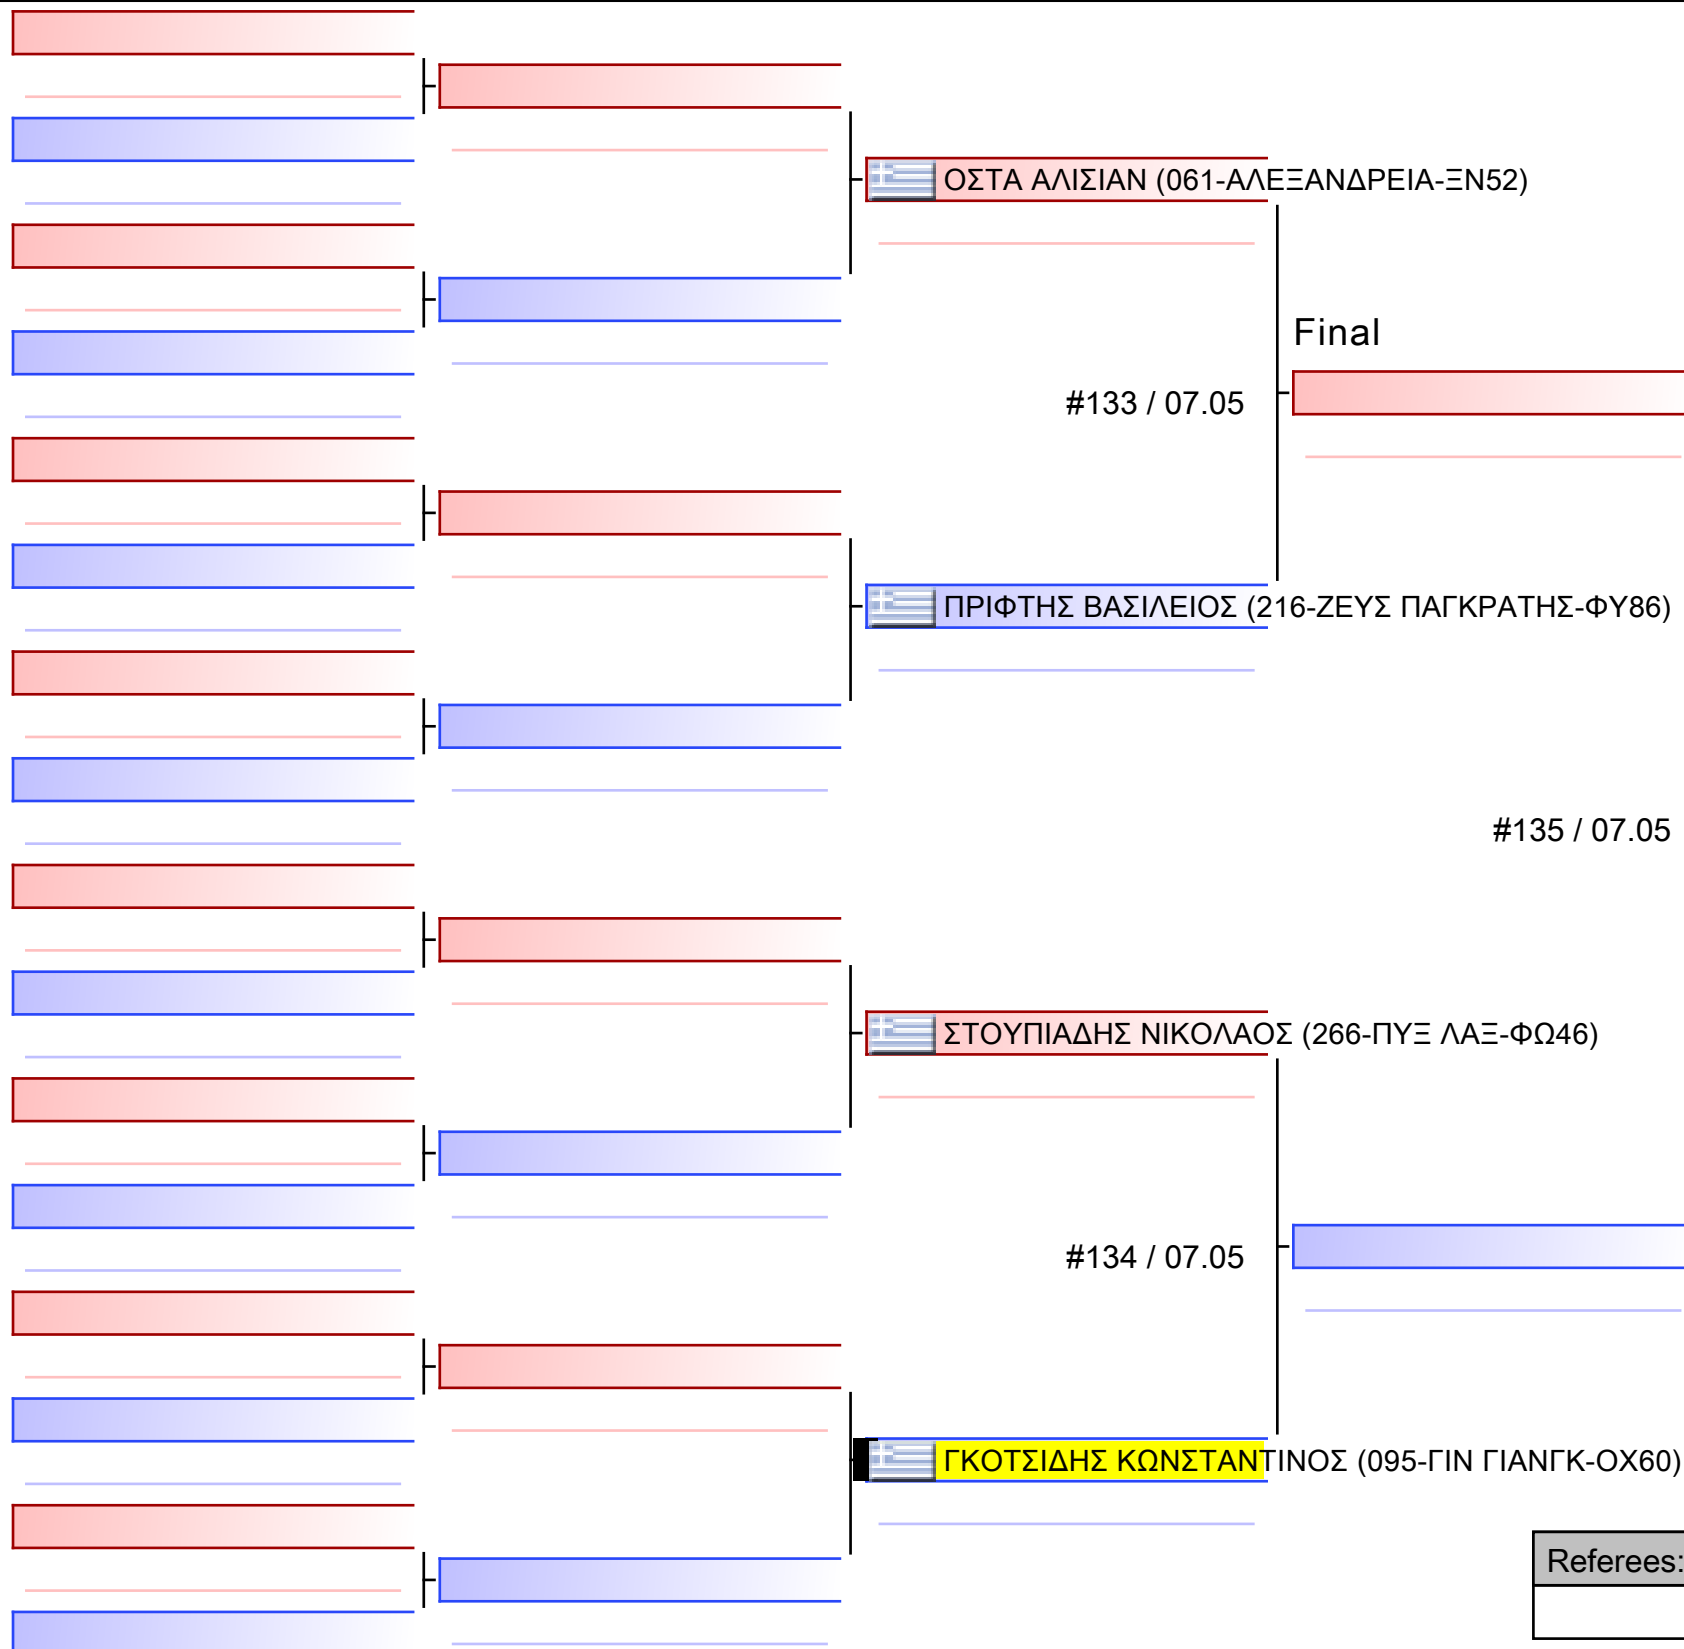 ΟΣΤΑ ΑΛΙΣΙΑΝ (061-ΑΛΕΞΑΝΔΡΕΙΑ-ΞΝ52)
Final
#133 / 07.05
ΠΡΙΦΤΗΣ ΒΑΣΙΛΕΙΟΣ (216-ΖΕΥΣ ΠΑΓΚΡΑΤΗΣ-ΦΥ86)
#135 / 07.05
ΣΤΟΥΠΙΑΔΗΣ ΝΙΚΟΛΑΟΣ (266-ΠΥΞ ΛΑΞ-ΦΩ46)
#134 / 07.05
ΓΚΟΤΣΙΔΗΣ ΚΩΝΣΤΑΝΤΙΝΟΣ (095-ΓΙΝ ΓΙΑΝΓΚ-ΟΧ60)
Referees: